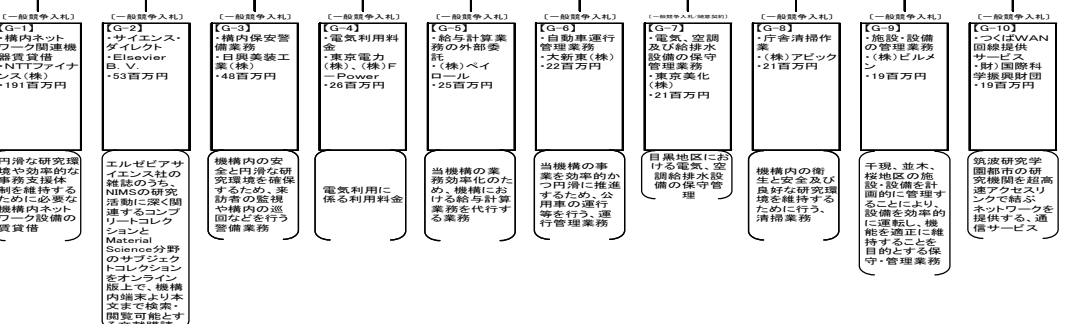 [一般競争入札]
【G-1】
・構内ネット
ワーク関連機
器賃貸借
・NTTファイナ
ンス(株)
・191百万円
円滑な研究環
境や効率的な
事務支援体
制を維持する
ために必要な
機構内ネット
ワーク設備の
賃貸借
[一般競争入札]
【G-2】
・サイエンス・
ダイレクト
・Elsevier
B.V.
・53百万円
エルゼビアサ
イエンス社の
雑誌のうち、
NIMSの研究
活動に深く関
連するコンプ
リートコレク
ションと
Material
Science分野
のサブジェク
トコレクション
をオンライン
版上で、機構
内端末より本
文まで検索・
閲覧可能とす
[一般競争入札]
【G-3】
・構内保安警
備業務
・日興美装工
業(株)
・48百万円
機構内の安
全と円滑な研
究環境を確保
するため、来
訪者の監視
や構内の巡
回などを行う
警備業務
[一般競争入札]
【G-4】
・電気利用料
金
・東京電力
(株)、(株)F
－Power
・26百万円
電気利用に
係る利用料金
[一般競争入札]
【G-5】
・給与計算業
務の外部委
託
・(株)ペイ
ロール
・25百万円
当機構の業
務効率化のた
め、機構にお
ける給与計算
業務を代行す
る業務
[一般競争入札]
【G-6】
・自動車運行
管理業務
・大新東(株)
・22百万円
当機構の事
業を効率的か
つ円滑に推進
するため、公
用車の運行
等を行う、運
行管理業務
[一般競争入札/随意契約]
【G-7】
・電気、空調
及び給排水
設備の保守
管理業務
・東京美化
(株)
・21百万円
目黒地区にお
ける電気、空
調給排水設
備の保守管
理
[一般競争入札]
【G-8】
・庁舎清掃作
業
・(株)アビック
・21百万円
機構内の衛
生と安全及び
良好な研究環
境を維持する
ために行う、
清掃業務
[一般競争入札]
【G-9】
・施設・設備
の管理業務
・(株)ビルメ
ン
・19百万円
千現、並木、
桜地区の施
設・設備を計
画的に管理す
ることにより、
設備を効率的
に運転し、機
能を適正に維
持することを
目的とする保
守・管理業務
[一般競争入札]
【G-10】
・つくばWAN
回線提供
サービス
・財)国際科
学振興財団
・19百万円
筑波研究学
園都市の研
究機関を超高
速アクセスリ
ンクで結ぶ
ネットワークを
提供する、通
信サービス